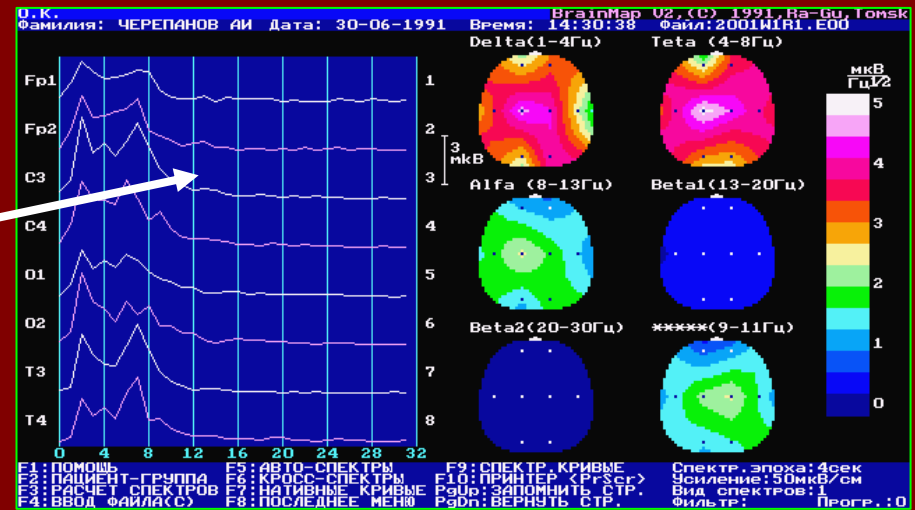 О.К. BrainMap V2,(C) 1991,Ra-Gu,Tomsk
Фамилия: ЧЕРЕПАНОВ АИ Дата: 30-06-1991 Время: 14:30:38 Файл:2001WIR1.E00
Delta(1-4Гц) Teta (4-8Гц)
мкВ
Гц1/2
Fp1 1
5
Fp2 2
3
мкВ
4
C3 3
Alfa (8-13Гц) Beta1(13-20Гц)
3
C4 4
O1 5
2
O2 6
Beta2(20-30Гц) *****(9-11Гц)
1
T3 7
0
T4 8
0 4 8 12 16 20 24 28 32
F1:ПОМОЩЬ F5:АВТО-СПЕКТРЫ F9:СПЕКТР.КРИВЫЕ Спектр.эпоха:4сек
F2:ПАЦИЕНТ-ГРУППА F6:КРОСС-СПЕКТРЫ F10:ПРИНТЕР <PrScr> Усиление:50мкВ/см
F3:РАСЧЕТ СПЕКТРОВ F7:НАТИВНЫЕ КРИВЫЕ PgUp:ЗАПОМНИТЬ СТР. Вид спектров:1
F4:ВВОД ФАЙЛА(С) F8:ПОСЛЕДНЕЕ МЕНЮ PgDn:ВЕРНУТЬ СТР. Фильтр: Прогр.:0